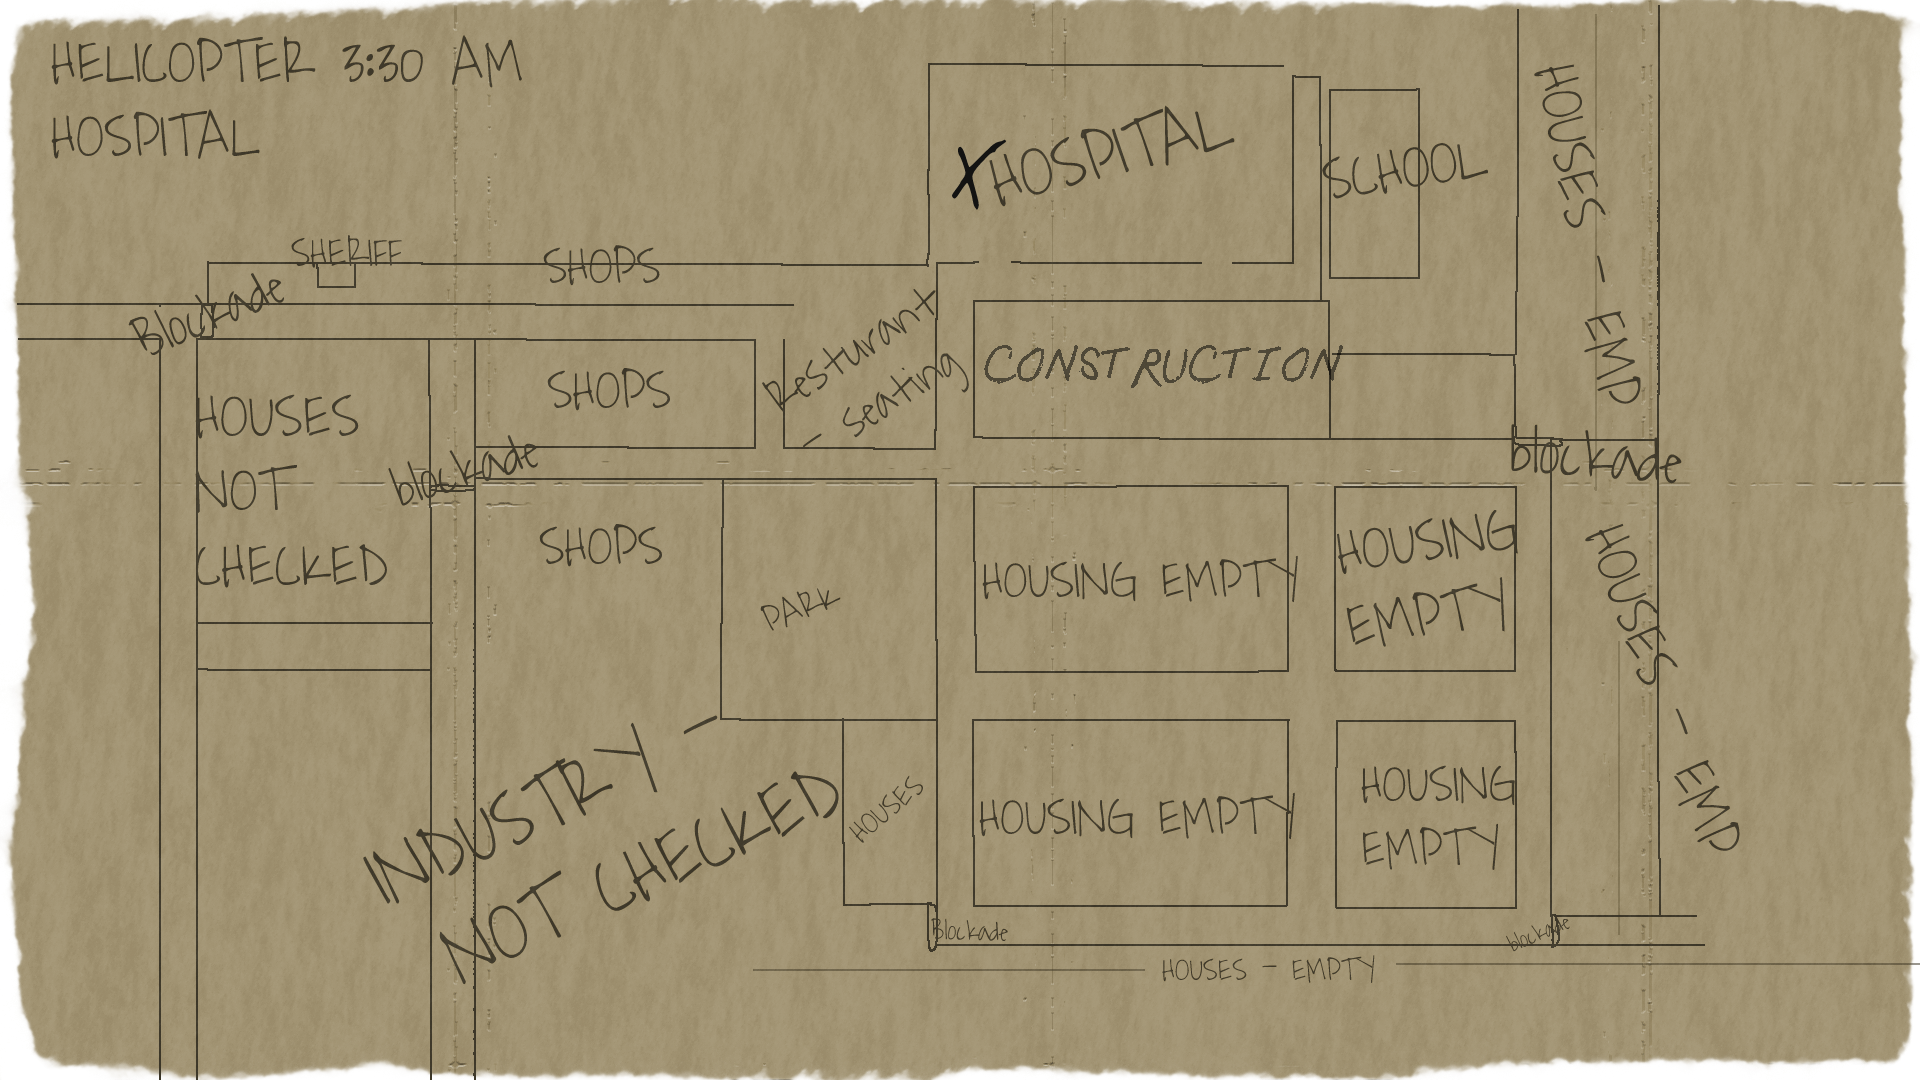 HELICOPTER 3:30 AM
HOSPITAL
X HOSPITAL
SCHOOL
HOUSES - EMP
SHERIFF
SHOPS
Blockade
Resturant
- seating
CONSTRUCTION
SHOPS
HOUSES
NOT
CHECKED
blockade
blockade
SHOPS
PARK
HOUSING EMPTY
HOUSING
EMPTY
HOUSES - EMP
INDUSTRY -
NOT CHECKED
HOUSES
HOUSING EMPTY
HOUSING
EMPTY
Blockade
blockade
HOUSES - EMPTY